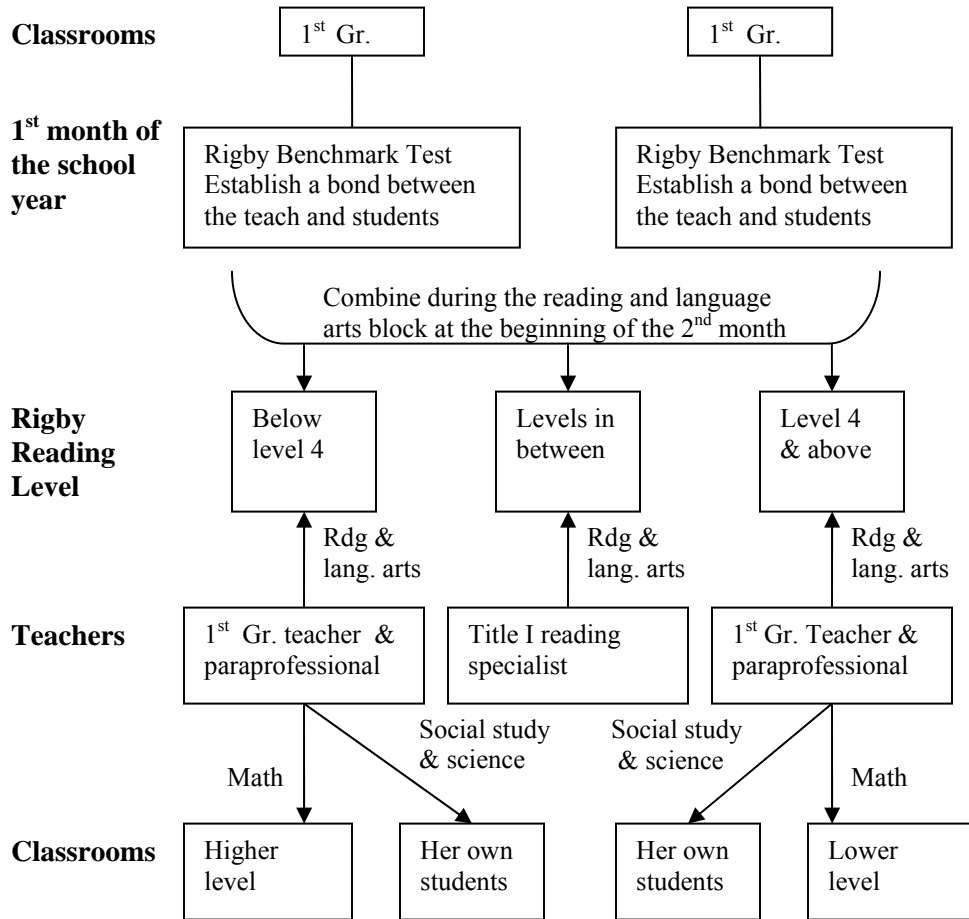 Classrooms
1st Gr.
1st Gr.
1st month of
the school
year
Rigby Benchmark Test
Establish a bond between
the teach and students
Rigby Benchmark Test
Establish a bond between
the teach and students
Combine during the reading and language
arts block at the beginning of the 2nd month
Rigby
Reading
Level
Below
level 4
Levels in
between
Level 4
& above
Rdg &
lang. arts
Rdg &
lang. arts
Rdg &
lang. arts
Teachers
1st Gr. teacher &
paraprofessional
Title I reading
specialist
1st Gr. Teacher &
paraprofessional
Math
Social study
& science
Social study
& science
Math
Classrooms
Higher
level
Her own
students
Her own
students
Lower
level